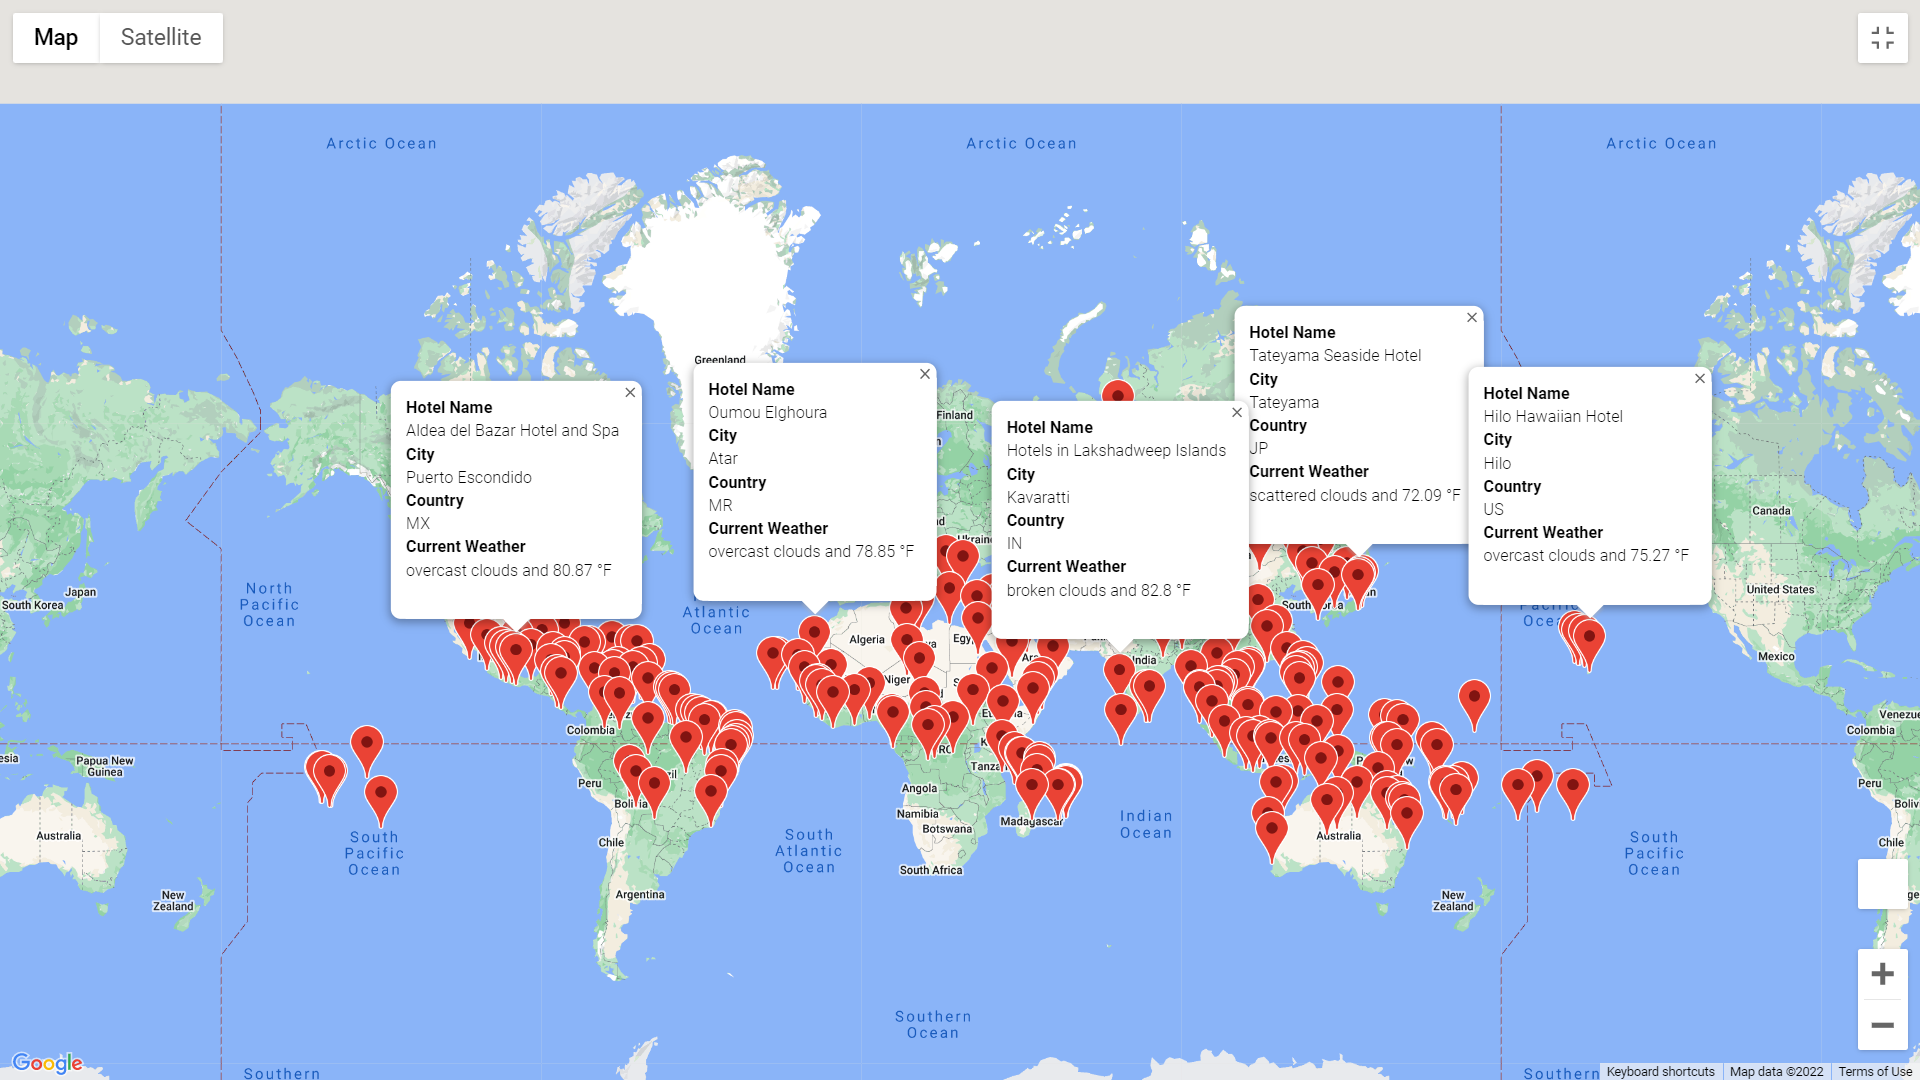 Map
Satellite
Arctic Ocean
Arctic Ocean
Arctic Ocean
Greenland
Hotel Name
Tateyama Seaside Hotel
City
Tateyama
Country
JP
Current Weather
scattered clouds and 72.09 °F
Hotel Name
Oumou Elghoura
City
Atar
Country
MR
Current Weather
overcast clouds and 78.85 °F
Hotel Name
Hilo Hawaiian Hotel
City
Hilo
Country
US
Current Weather
overcast clouds and 75.27 °F
Hotel Name
Aldea del Bazar Hotel and Spa
City
Puerto Escondido
Country
MX
Current Weather
overcast clouds and 80.87 °F
Hotel Name
Hotels in Lakshadweep Islands
City
Kavaratti
Country
IN
Current Weather
broken clouds and 82.8 °F
Finland
Canada
Japan
South Korea
North
Pacific
Ocean
Atlantic
Ocean
United States
Mexico
Algeria
Niger
India
Colombia
Papua New
Guinea
Peru
Chile
Argentina
Angola
Namibia
Botswana
South Africa
Madagascar
Australia
Australia
New
Zealand
New
Zealand
South
Pacific
Ocean
South
Atlantic
Ocean
Indian
Ocean
South
Pacific
Ocean
Colombia
Peru
Chile
Southern
Ocean
Southern
Southern
Google
Keyboard shortcuts
Map data ©2022
Terms of Use